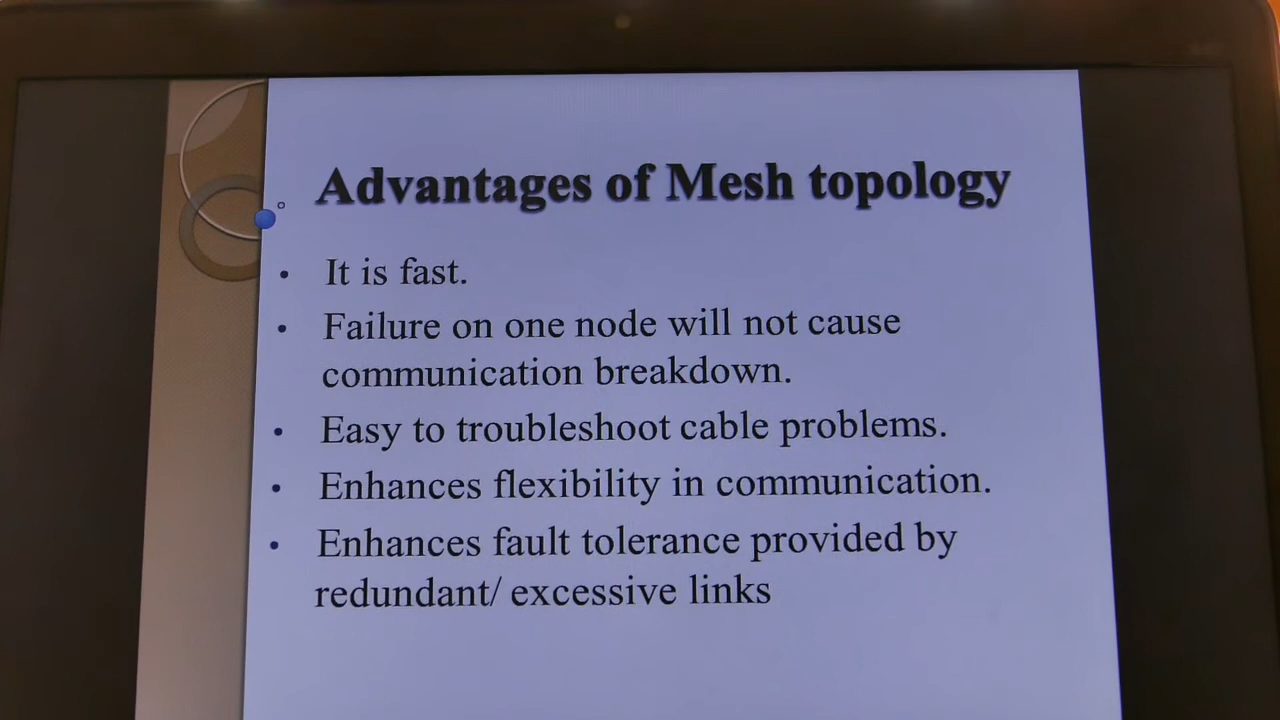 Advantages of Mesh topology
• It is fast.
• Failure on one node will not cause
communication breakdown.
• Easy to troubleshoot cable problems.
• Enhances flexibility in communication.
• Enhances fault tolerance provided by
redundant/ excessive links